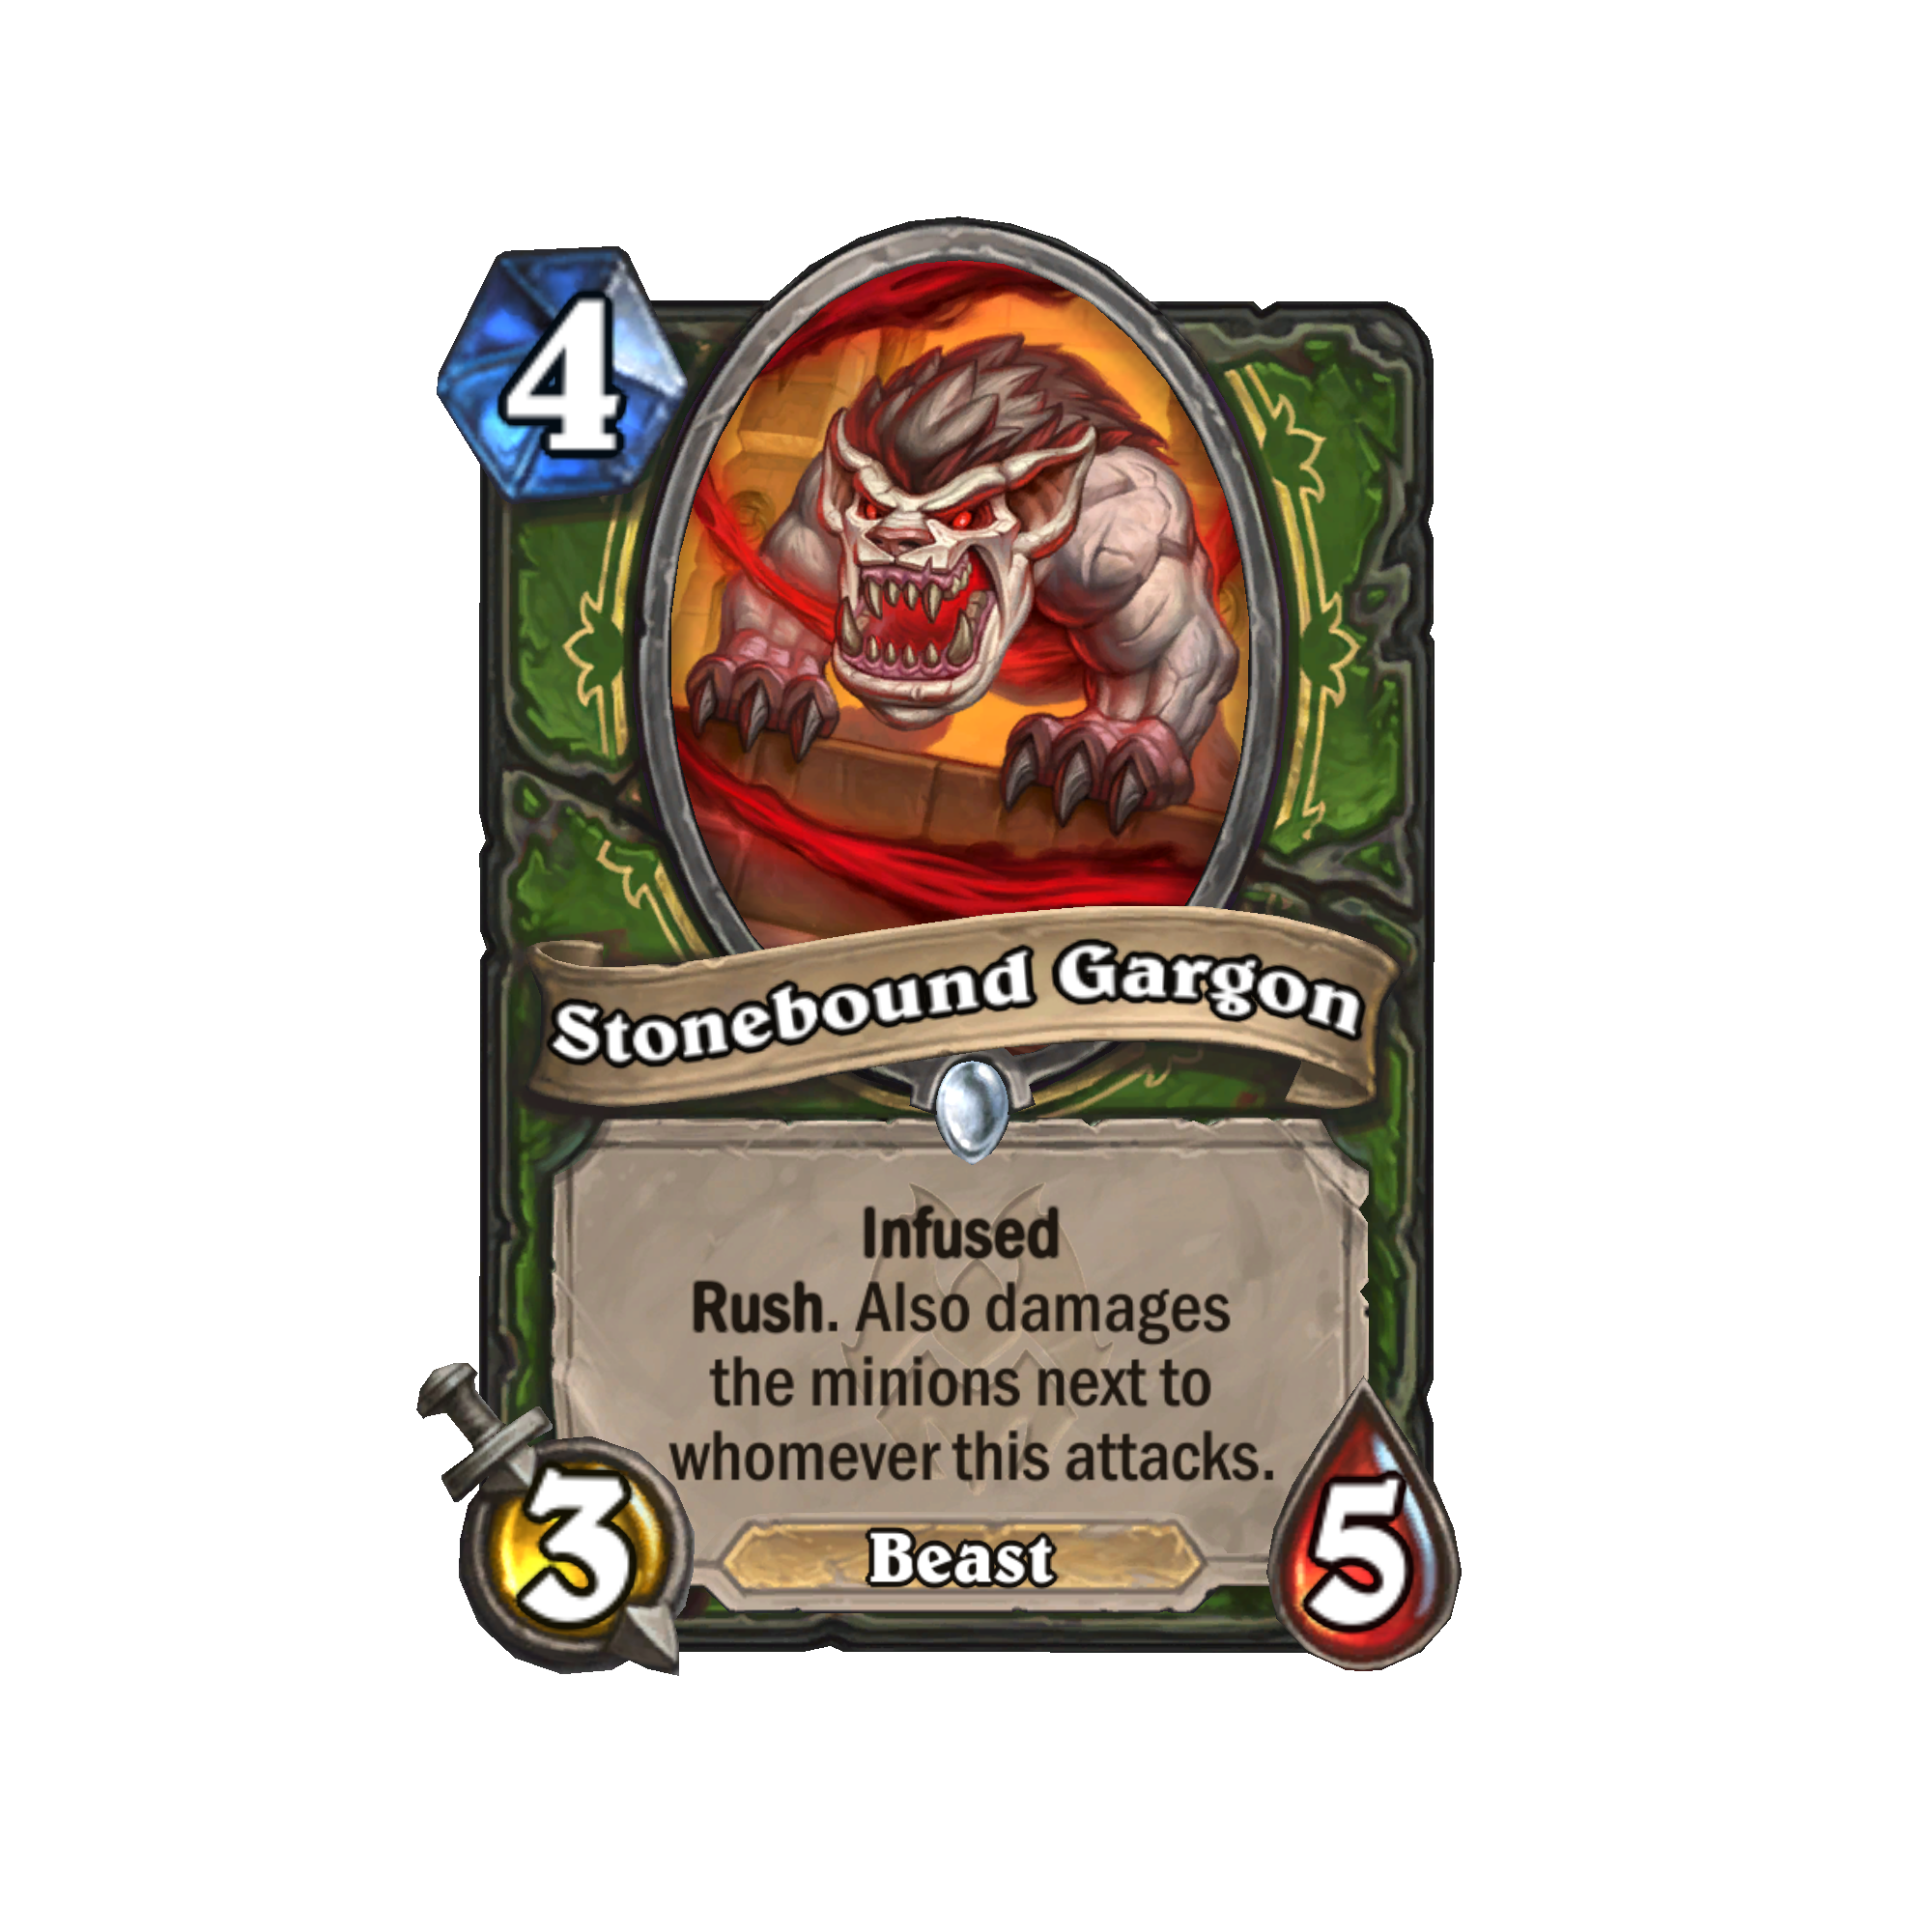 4
Stonebound Gargon
Infused
Rush. Also damages
the minions next to
whomever this attacks.
3
Beast
5